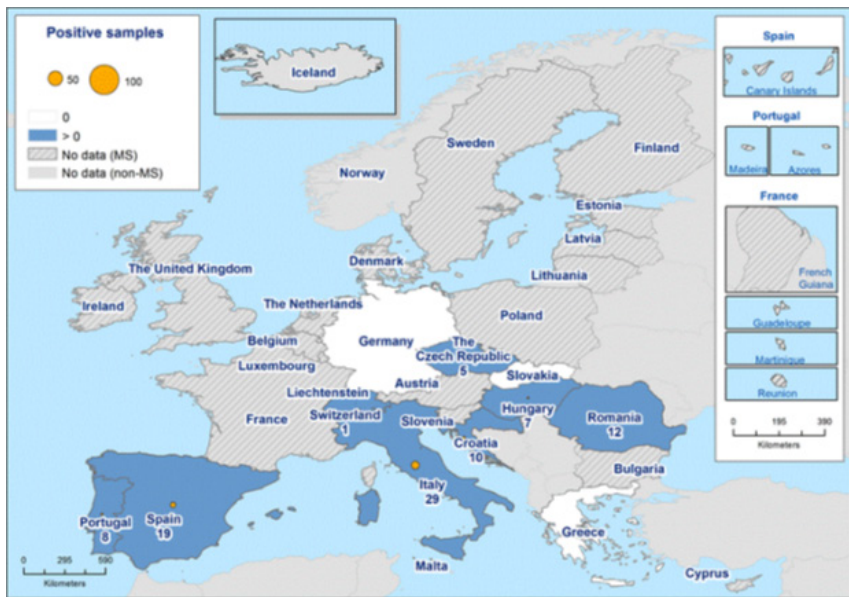 Positive samples
50
100
0
> 0
No data (MS)
No data (non-MS)
Iceland
Spain
Canary Islands
Portugal
Madeira
Azores
France
French
Guiana
Guadeloupe
Martinique
Reunion
0 195 390
Kilometers
Sweden
Finland
Norway
Estonia
Latvia
Denmark
Lithuania
The United Kingdom
Ireland
The Netherlands
Poland
Belgium
Germany
The
Czech Republic
5
Luxembourg
Slovakia
Austria
Liechtenstein
Switzerland
1
France
Slovenia
Hungary
7
Romania
12
Croatia
10
Bulgaria
Italy
29
Portugal
8
Spain
19
Greece
Malta
Cyprus
0 295 590
Kilometers